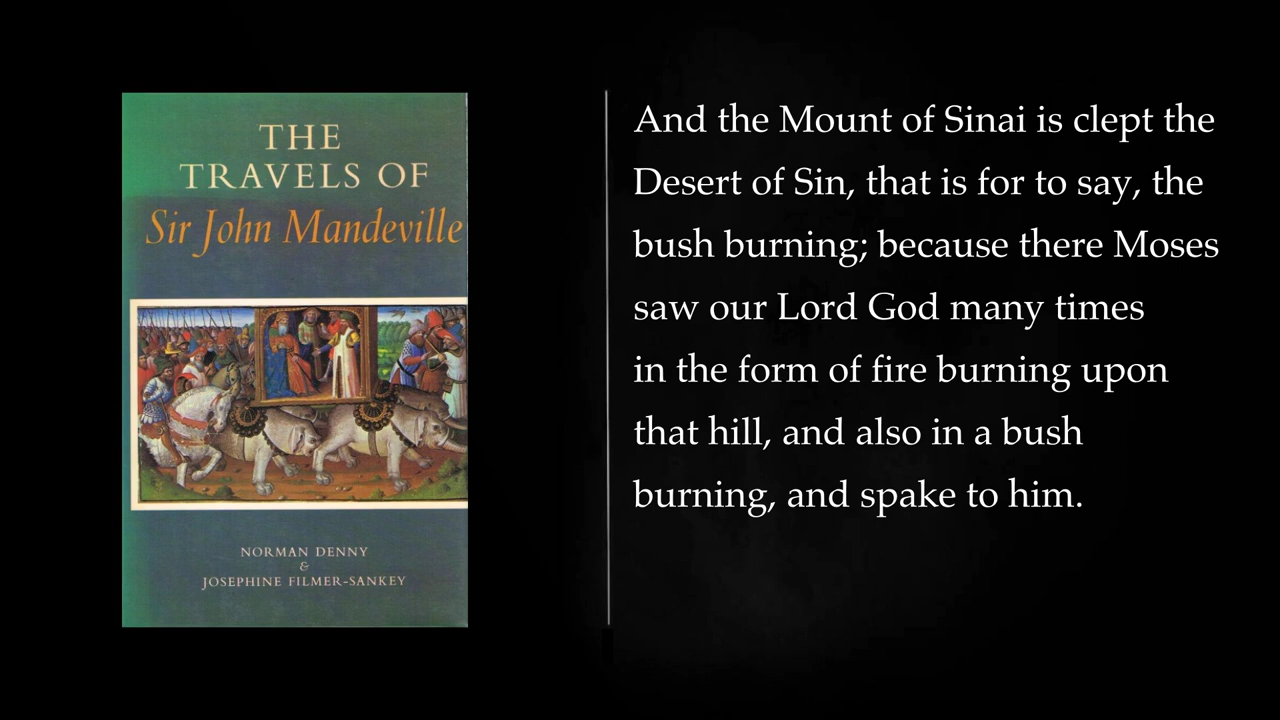 THE
TRAVELS OF
Sir John Mandeville
NORMAN DENNY
&
JOSEPHINE FILMER-SANKEY
And the Mount of Sinai is clept the
Desert of Sin, that is for to say, the
bush burning; because there Moses
saw our Lord God many times
in the form of fire burning upon
that hill, and also in a bush
burning, and spake to him.